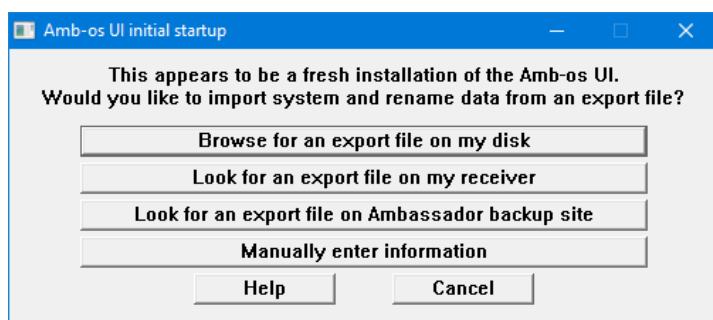 Amb-os UI initial startup
This appears to be a fresh installation of the Amb-os UI.
Would you like to import system and rename data from an export file?
Browse for an export file on my disk
Look for an export file on my receiver
Look for an export file on Ambassador backup site
Manually enter information
Help
Cancel